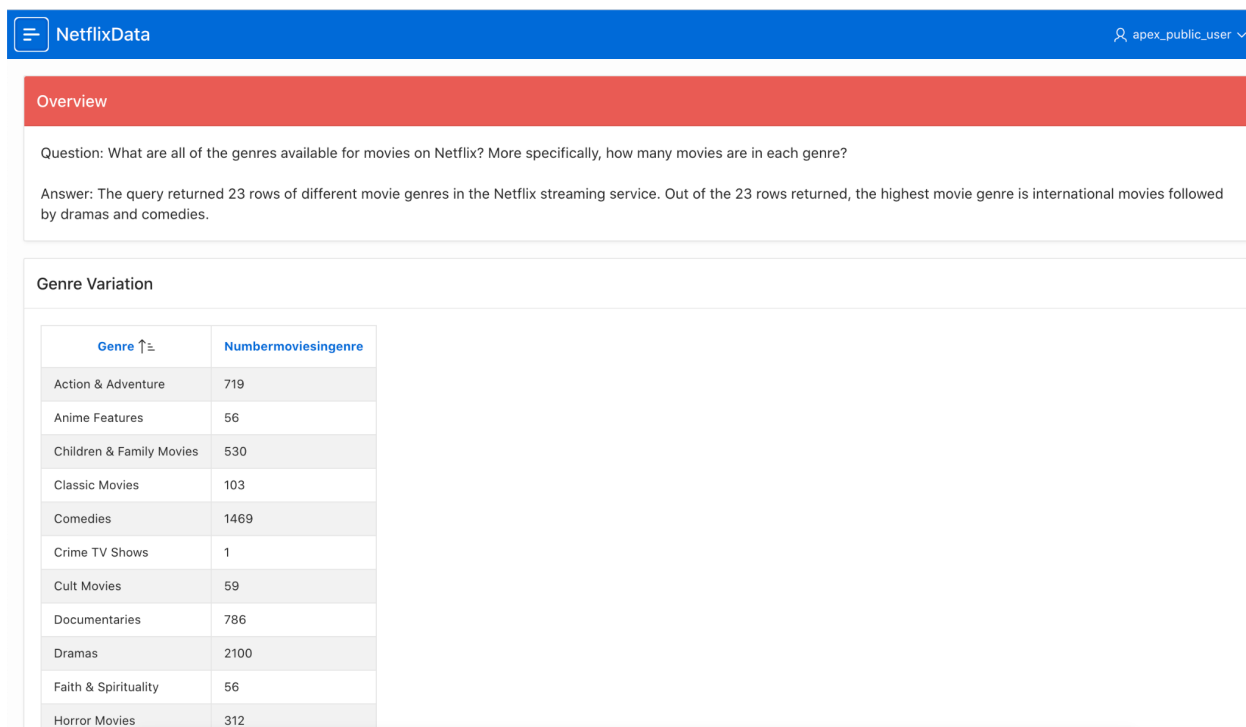 NetflixData
apex_public_user
Overview
Question: What are all of the genres available for movies on Netflix? More specifically, how many movies are in each genre?
Answer: The query returned 23 rows of different movie genres in the Netflix streaming service. Out of the 23 rows returned, the highest movie genre is international movies followed
by dramas and comedies.
Genre Variation
Genre Numbermoviesingenre
Action & Adventure 719
Anime Features 56
Children & Family Movies 530
Classic Movies 103
Comedies 1469
Crime TV Shows 1
Cult Movies 59
Documentaries 786
Dramas 2100
Faith & Spirituality 56
Horror Movies 312